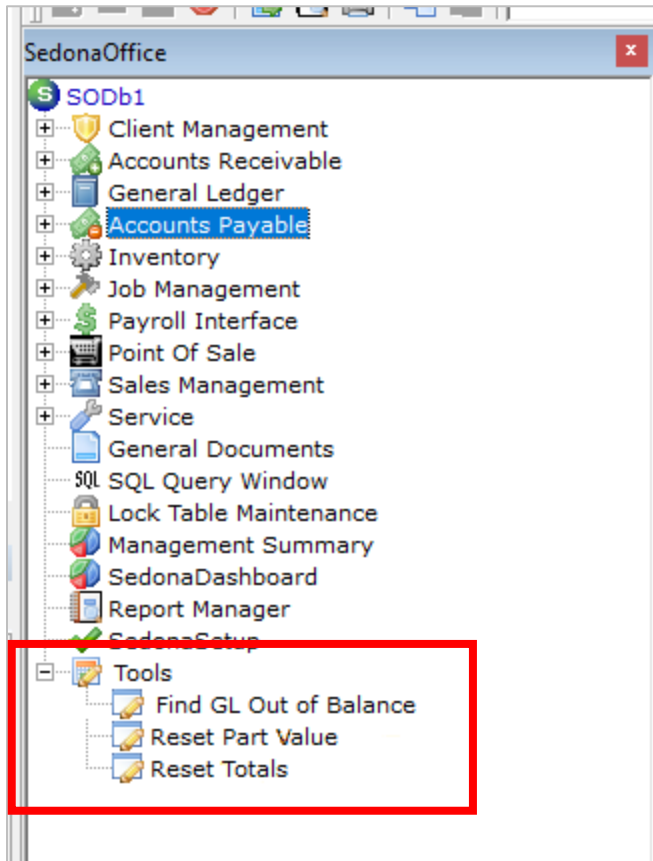 SedonaOffice
x
S SODb1
Client Management
Accounts Receivable
General Ledger
Accounts Payable
Inventory
Job Management
$ Payroll Interface
Point Of Sale
Sales Management
Service
General Documents
SQL SQL Query Window
Lock Table Maintenance
Management Summary
SedonaDashboard
Report Manager
SedonaSetup
Tools
Find GL Out of Balance
Reset Part Value
Reset Totals